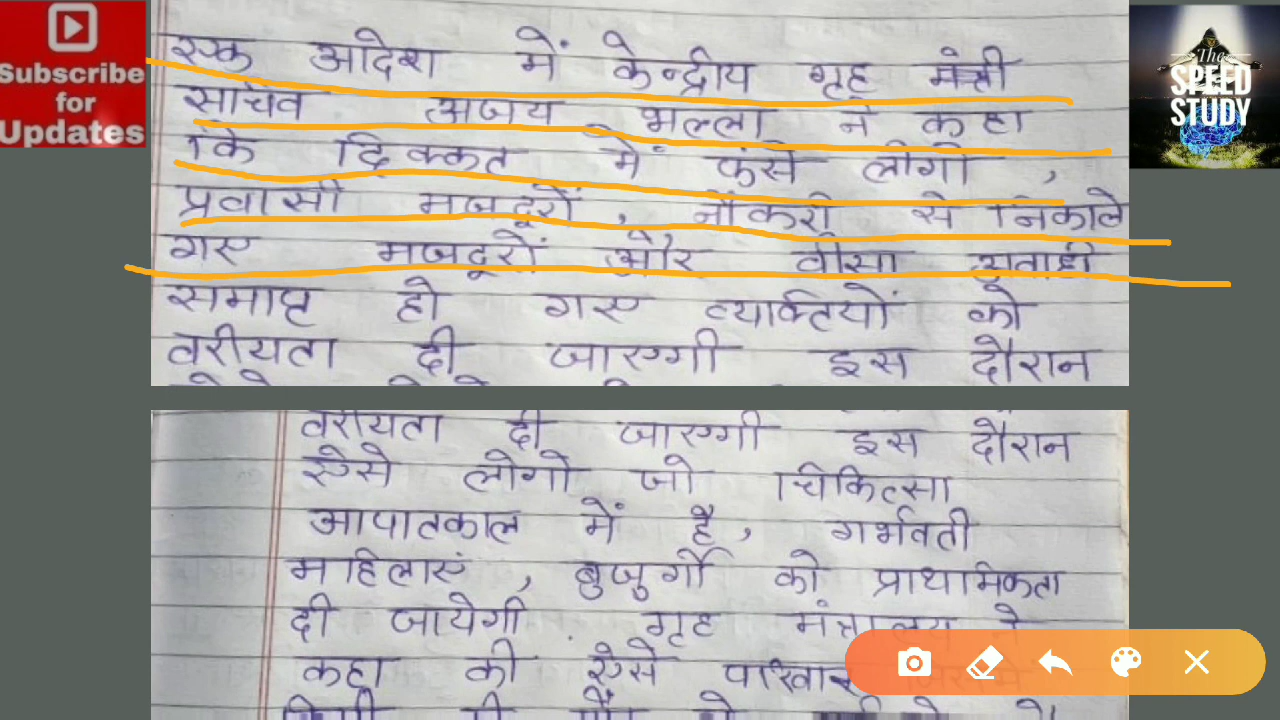 Subscribe
for
Updates
The
SPEED
STUDY
एक आदेश में केन्द्रीय गृह मंत्री
सचिव अजय भल्ला ने कहा
कि दिक्कत में फंसे लोगों ,
प्रवासी मजदूरों , नौकरी से निकाले
गए मजदूरों और वीसा
समाप्त हो गए व्यक्तियों को
वरीयता दी जाएगी इस दौरान
वरीयता दी जाएगी इस दौरान
ऐसे लोगो जो चिकित्सा
आपातकाल में है , गर्भवती
महिलाएं , बुजुर्गो को प्राथमिकता
दी जायेगी . गृह मंत्रालय ने
कहा की ऐसे परिवार